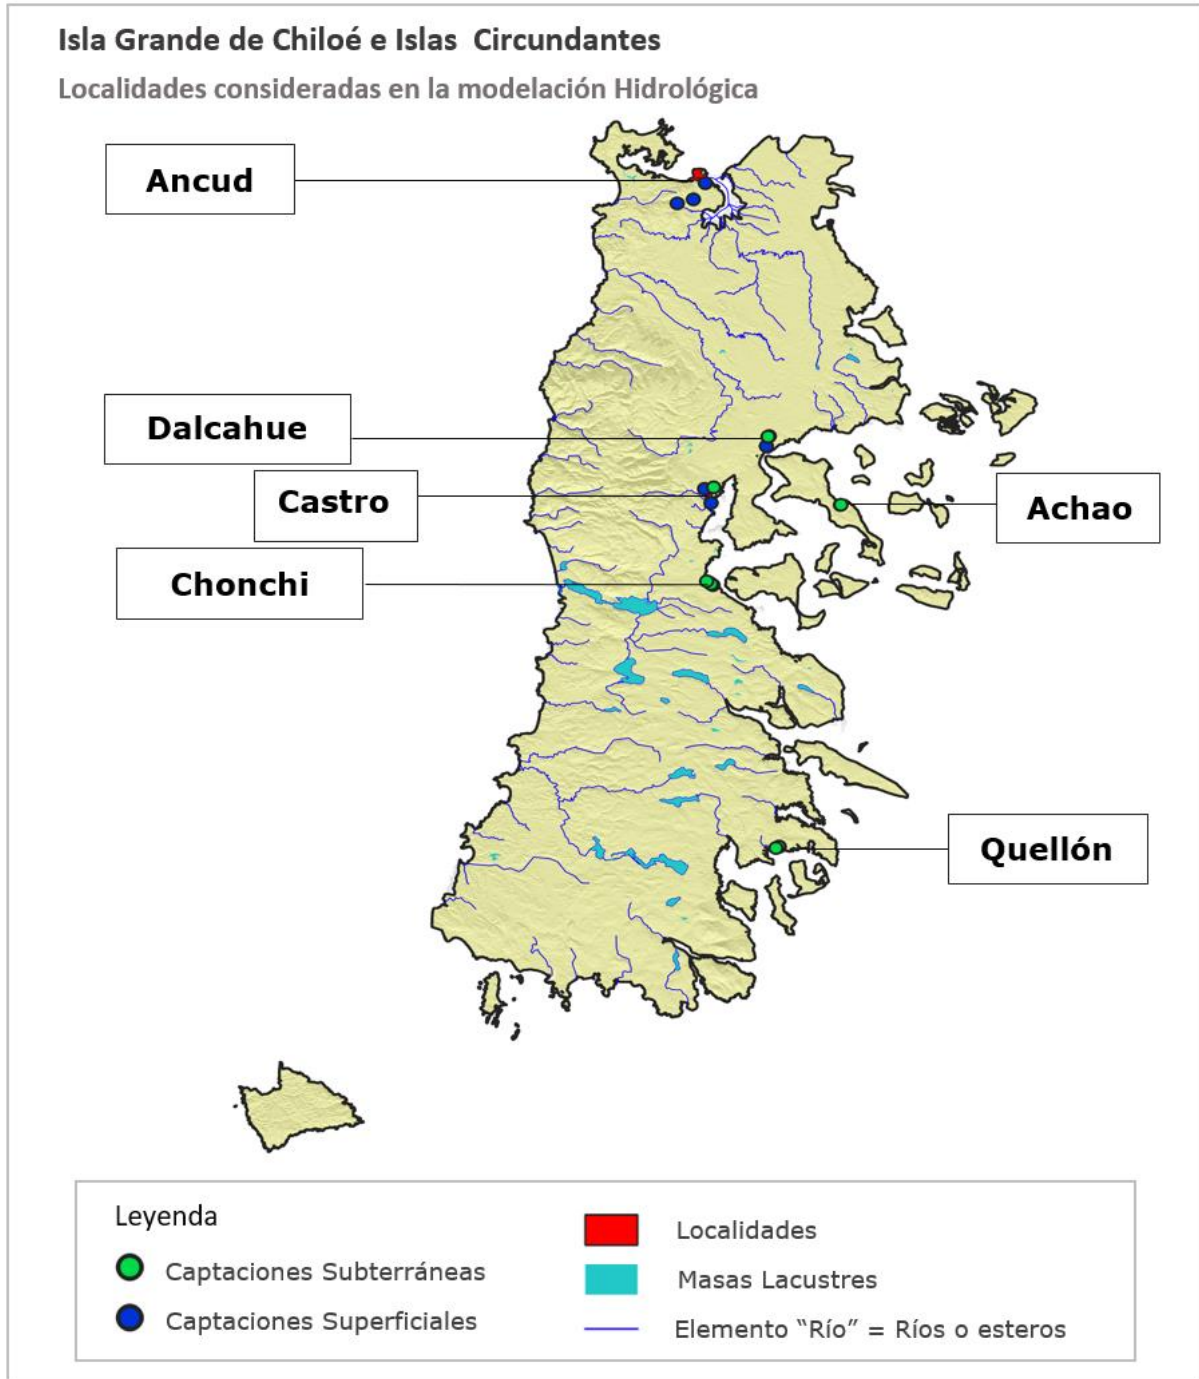 Isla Grande de Chiloé e Islas Circundantes
Localidades consideradas en la modelación Hidrológica
Ancud
Dalcahue
Castro
Achao
Chonchi
Quellón
Leyenda
Captaciones Subterráneas
Captaciones Superficiales
Localidades
Masas Lacustres
Elemento “Río” = Ríos o esteros